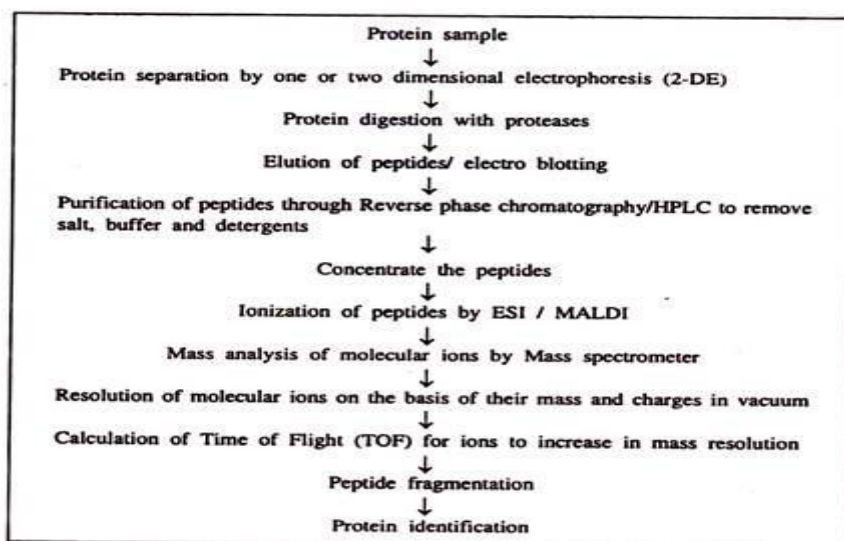 Protein sample
↓
Protein separation by one or two dimensional electrophoresis (2-DE)
↓
Protein digestion with proteases
↓
Elution of peptides/ electro blotting
↓
Purification of peptides through Reverse phase chromatography/HPLC to remove
salt, buffer and detergents
↓
Concentrate the peptides
↓
Ionization of peptides by ESI / MALDI
↓
Mass analysis of molecular ions by Mass spectrometer
↓
Resolution of molecular ions on the basis of their mass and charges in vacuum
↓
Calculation of Time of Flight (TOF) for ions to increase in mass resolution
↓
Peptide fragmentation
↓
Protein identification